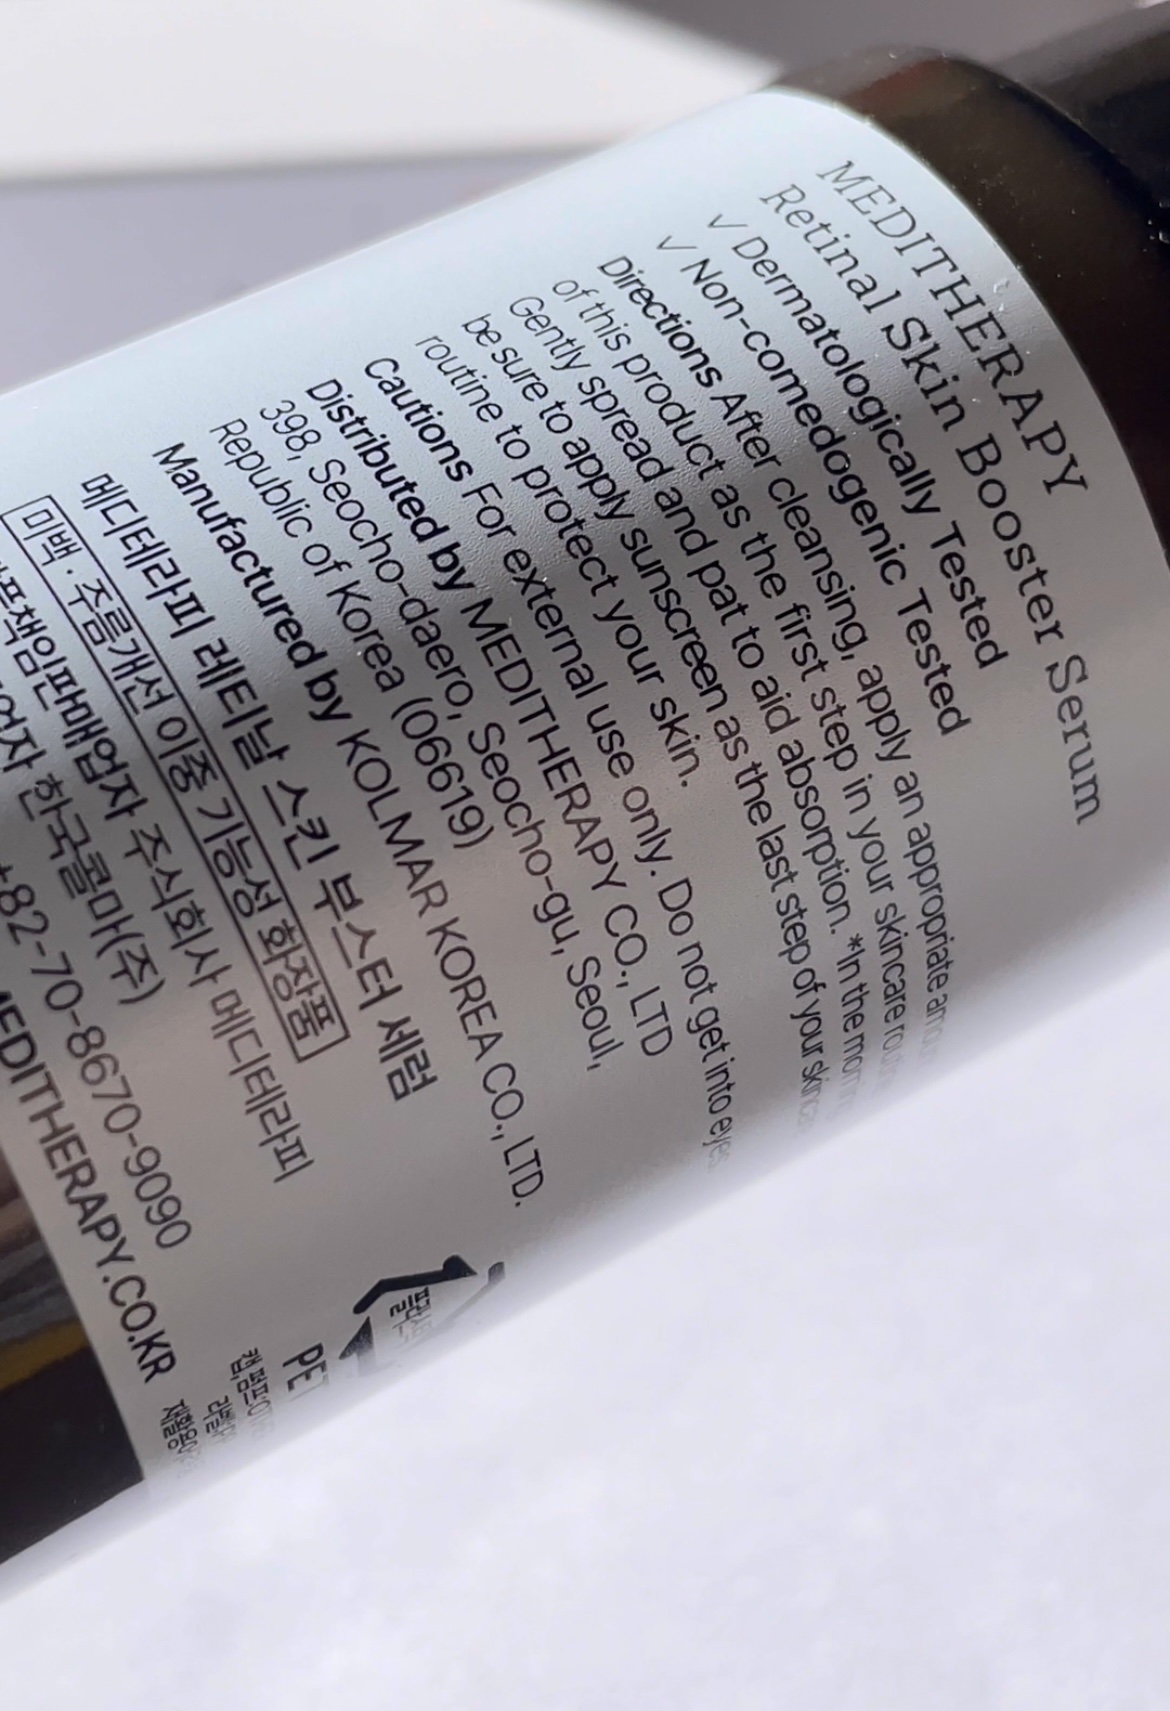 MEDITHERAPY
Retinal Skin Booster Serum
✓ Dermatologically Tested
✓ Non-comedogenic Tested
Directions After cleansing, apply an appropriate
of this product as the first step in your skincare
Gently spread and pat to aid absorption. *In the
be sure to apply sunscreen as the last step of your
routine to protect your skin.
Cautions For external use only. Do not get into eyes
Distributed by MEDITHERAPY CO., LTD
398, Seocho-daero, Seocho-gu, Seoul,
Republic of Korea (06619)
Manufactured by KOLMAR KOREA CO., LTD.
메디테라피 레티날 스킨 부스터 세럼
미백·주름개선 이중 기능성 화장품
주식회사 메디테라피
한국콜마(주)
+82-70-8670-9090
MEDITHERAPY.CO.KR
PET